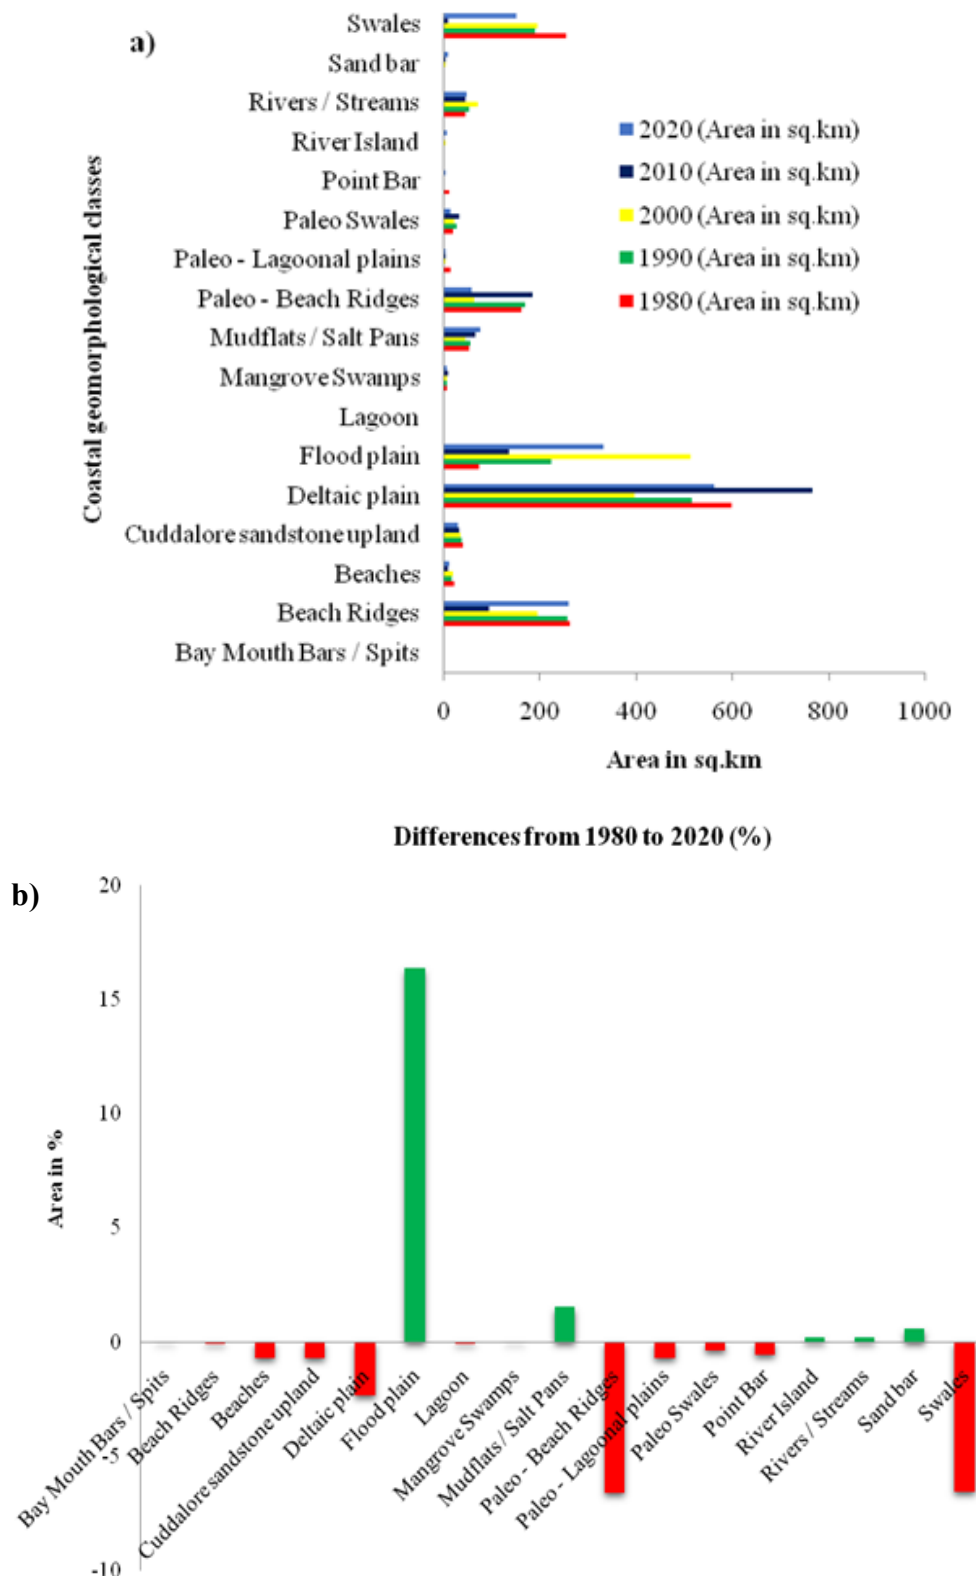 a)
Coastal geomorphological classes
Swales
Sand bar
Rivers / Streams
River Island
Point Bar
Paleo Swales
Paleo - Lagoonal plains
Paleo - Beach Ridges
Mudflats / Salt Pans
Mangrove Swamps
Lagoon
Flood plain
Deltaic plain
Cuddalore sandstone upland
Beaches
Beach Ridges
Bay Mouth Bars / Spits
2020 (Area in sq.km)
2010 (Area in sq.km)
2000 (Area in sq.km)
1990 (Area in sq.km)
1980 (Area in sq.km)
0 200 400 600 800 1000
Area in sq.km
Differences from 1980 to 2020 (%)
b)
Area in %
20
15
10
5
0
-5
-10
Bay Mouth Bars / Spits
Beach Ridges
Beaches
Cuddalore sandstone upland
Deltaic plain
Flood plain
Lagoon
Mangrove Swamps
Mudflats / Salt Pans
Paleo - Beach Ridges
Paleo - Lagoonal plains
Paleo Swales
Point Bar
River Island
Rivers / Streams
Sand bar
Swales